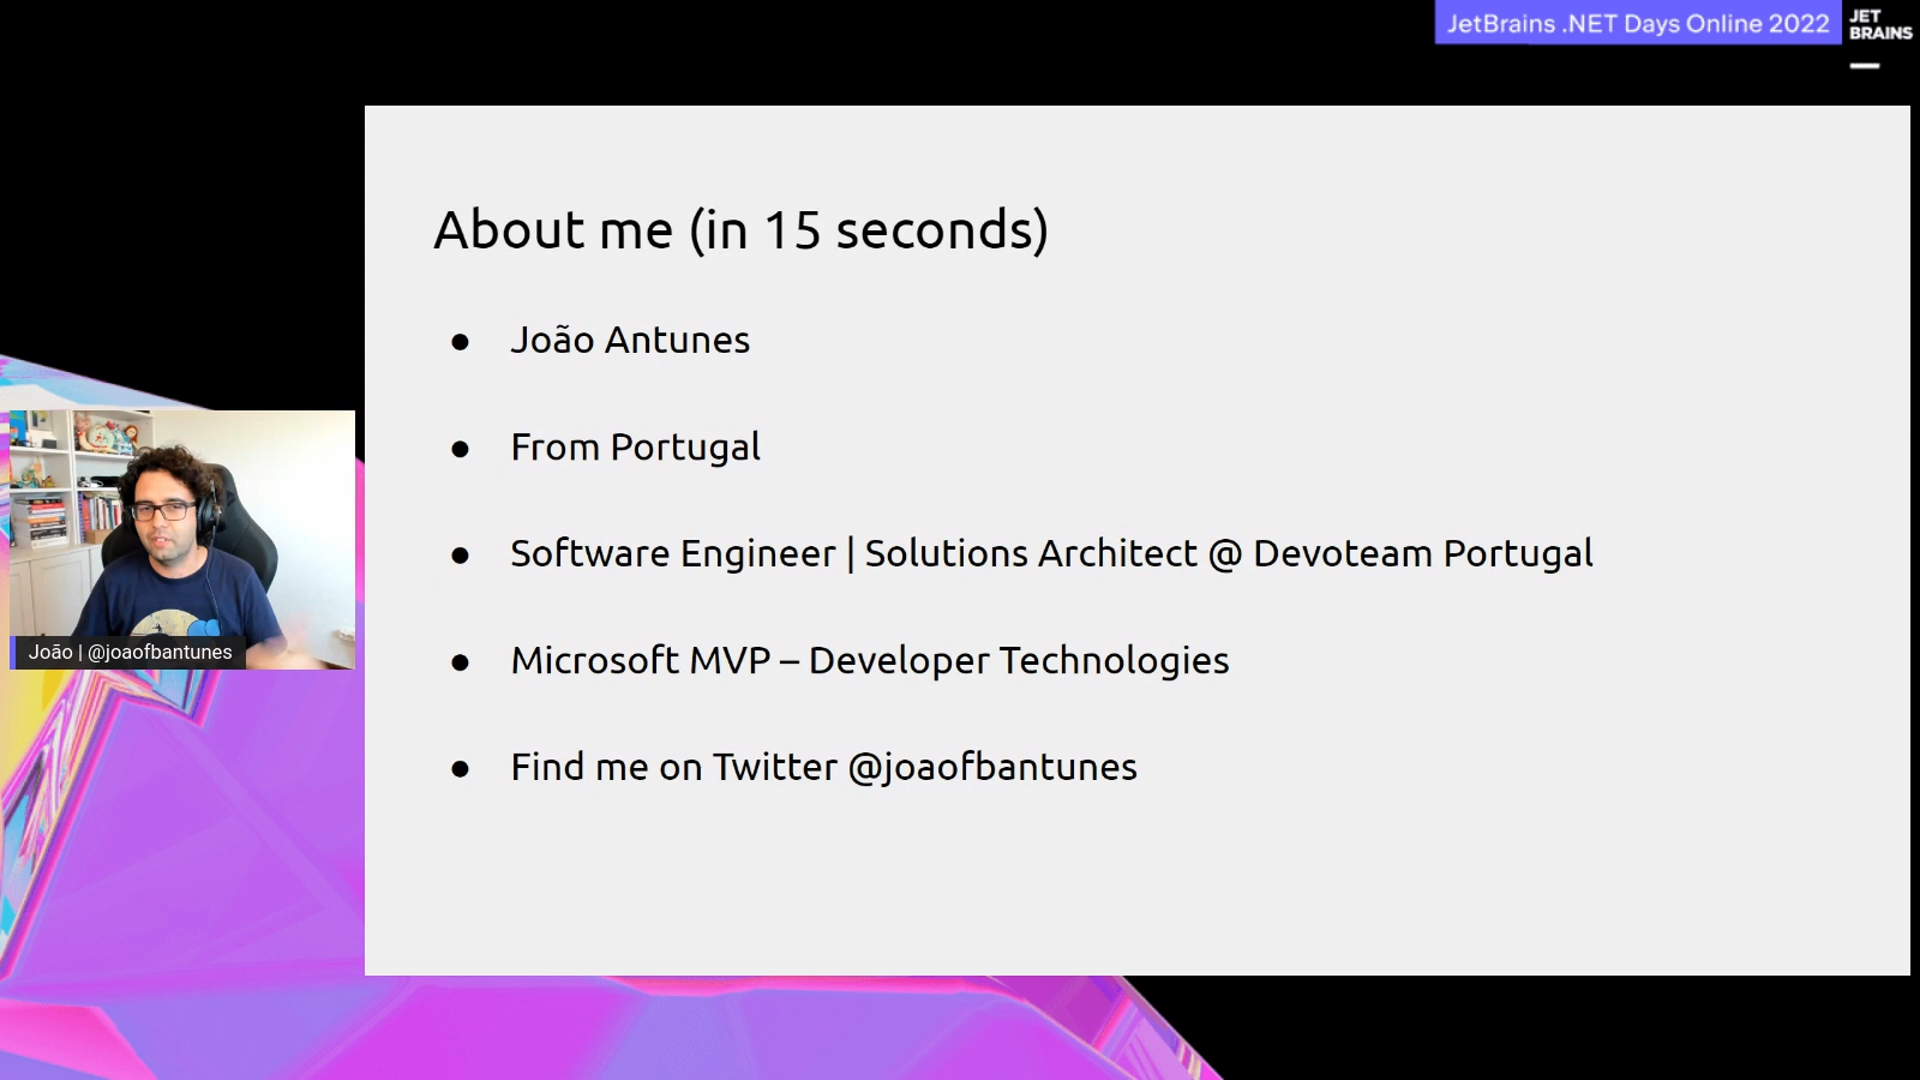 JetBrains .NET Days Online 2022
JET
BRAINS
About me (in 15 seconds)
● João Antunes
● From Portugal
● Software Engineer | Solutions Architect @ Devoteam Portugal
● Microsoft MVP – Developer Technologies
● Find me on Twitter @joaofbantunes
João | @joaofbantunes